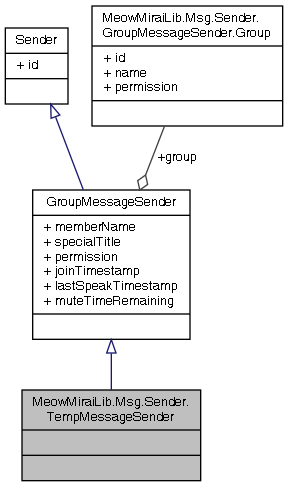 MeowMiraiLib.Msg.Sender.
GroupMessageSender.Group
+ id
+ name
+ permission
Sender
+ id
+group
GroupMessageSender
+ memberName
+ specialTitle
+ permission
+ joinTimestamp
+ lastSpeakTimestamp
+ muteTimeRemaining
MeowMiraiLib.Msg.Sender.
TempMessageSender